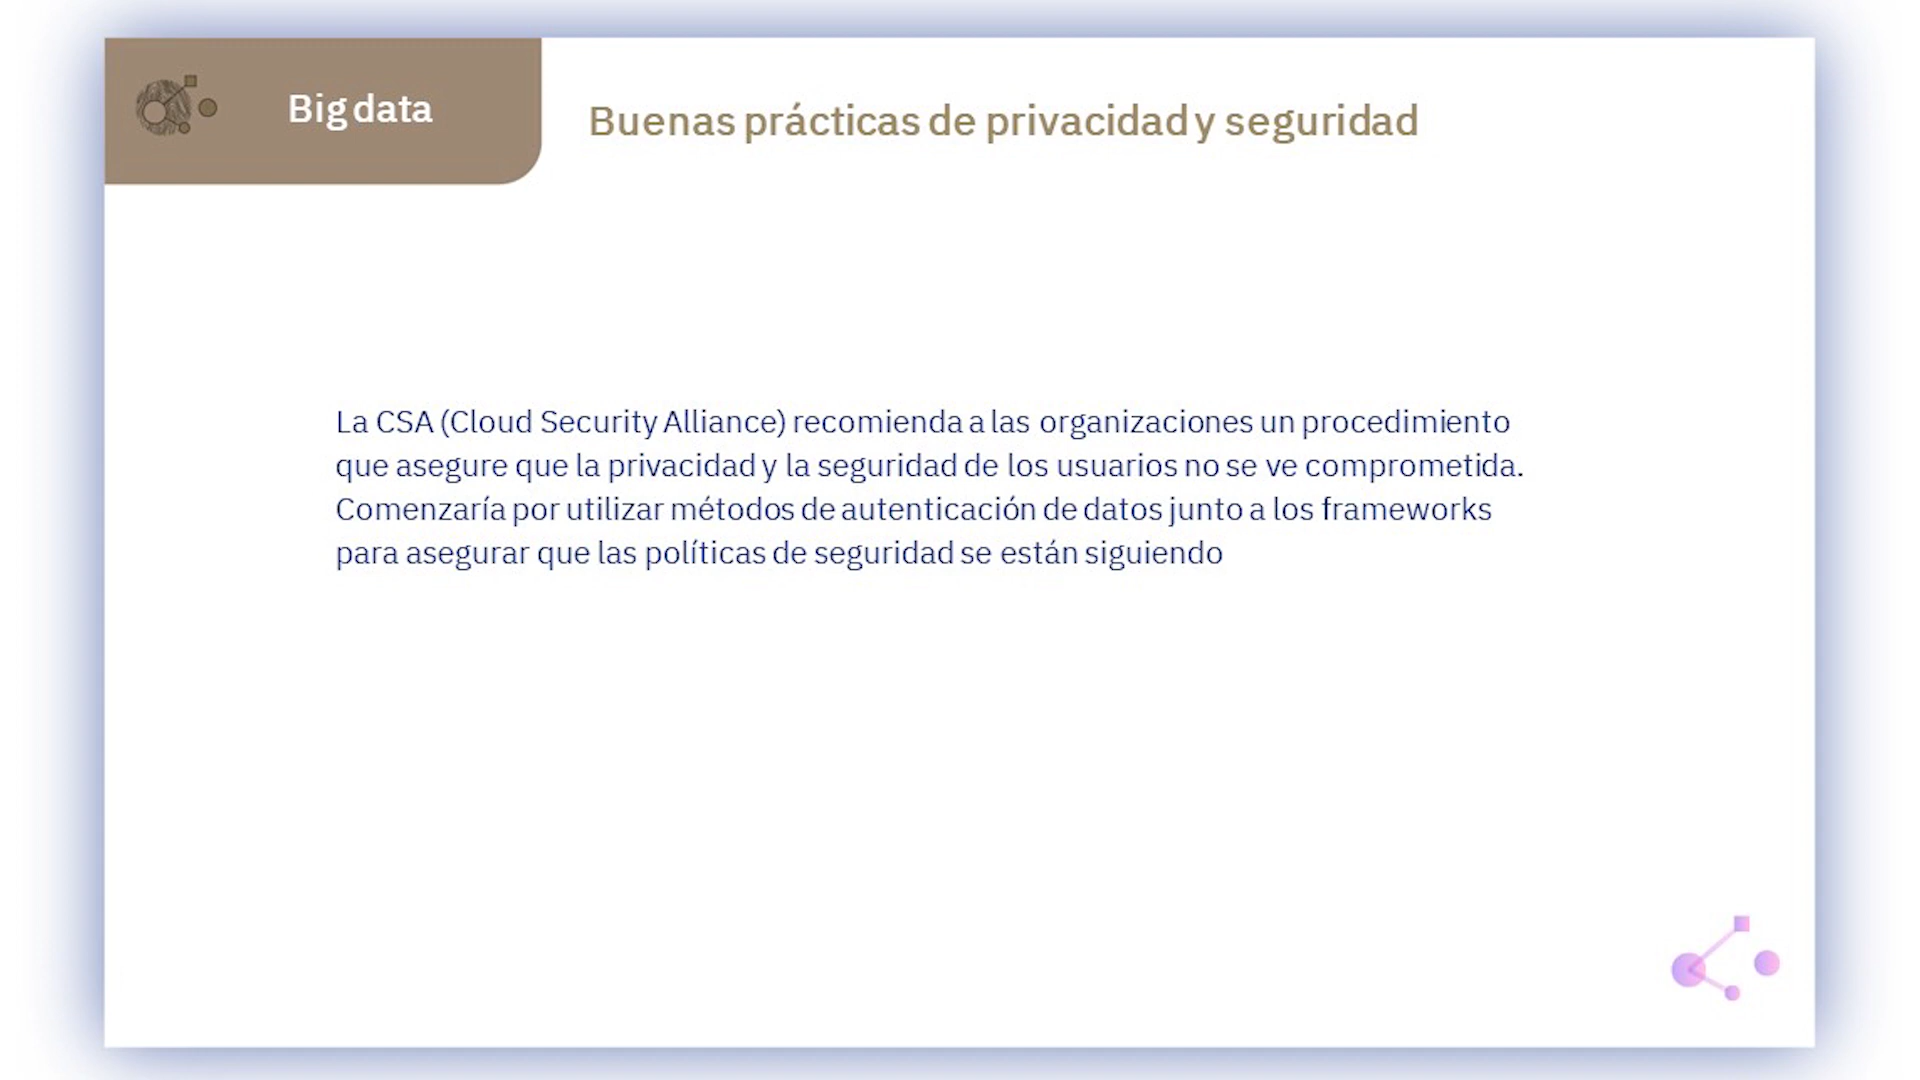 Big data
Buenas prácticas de privacidad y seguridad
La CSA (Cloud Security Alliance) recomienda a las organizaciones un procedimiento
que asegure que la privacidad y la seguridad de los usuarios no se ve comprometida.
Comenzaría por utilizar métodos de autenticación de datos junto a los frameworks
para asegurar que las políticas de seguridad se están siguiendo